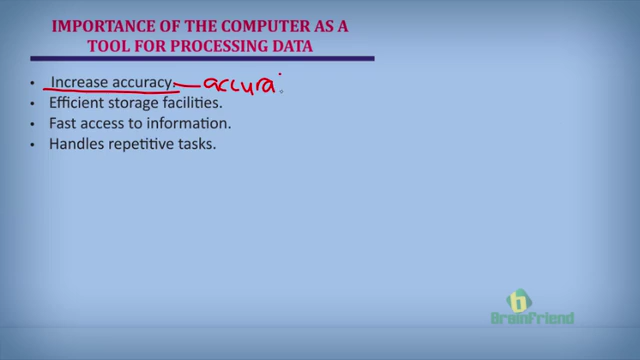 IMPORTANCE OF THE COMPUTER AS A
TOOL FOR PROCESSING DATA
• Increase accuracy. accura
• Efficient storage facilities.
• Fast access to information.
• Handles repetitive tasks.
b
BrainFriend